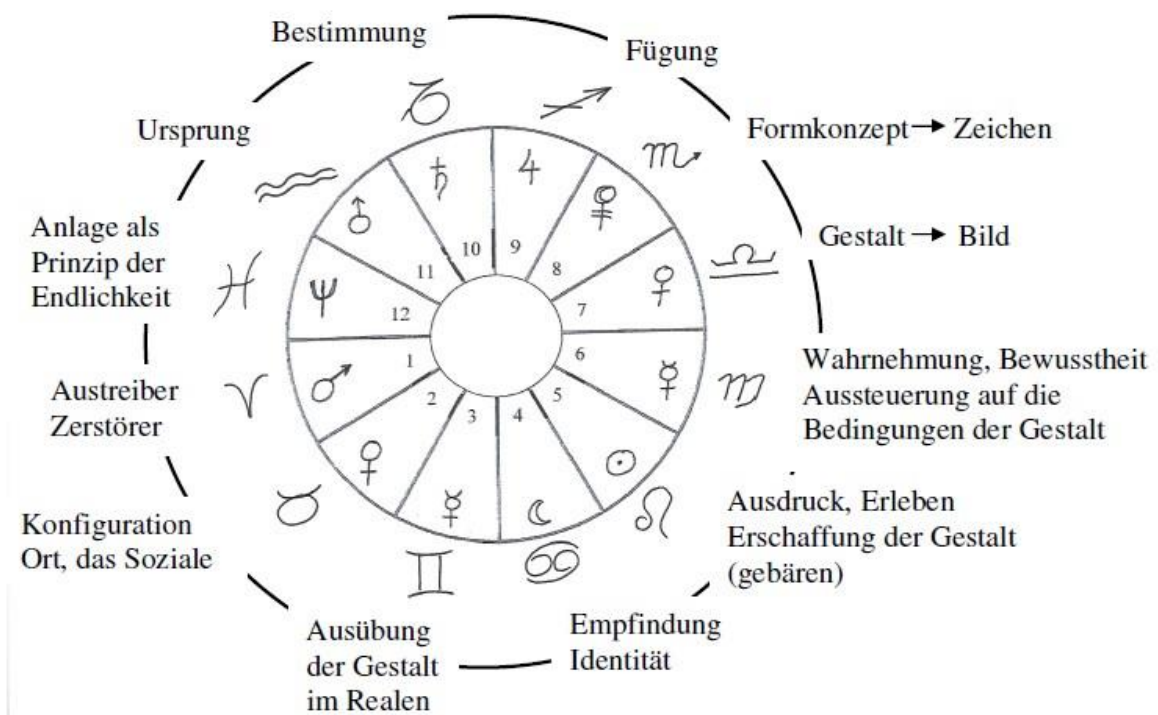 Bestimmung
Fügung
Ursprung
Formkonzept → Zeichen
Gestalt → Bild
Anlage als
Prinzip der
Endlichkeit
Wahrnehmung, Bewusstheit
Aussteuerung auf die
Bedingungen der Gestalt
Austreiber
Zerstörer
Ausdruck, Erleben
Erschaffung der Gestalt
(gebären)
Konfiguration
Ort, das Soziale
Empfindung
Identität
Ausübung
der Gestalt
im Realen
♑ ♐ ♏ ♎ ♍ ♌ ♋ ♊ ♉ ♈ ♓ ♒
♄ ♃ ♀ ☿ ☉ ☾ ☿ ♀ ♂ ♆ ♂
10 9 8 7 6 5 4 3 2 1 12 11